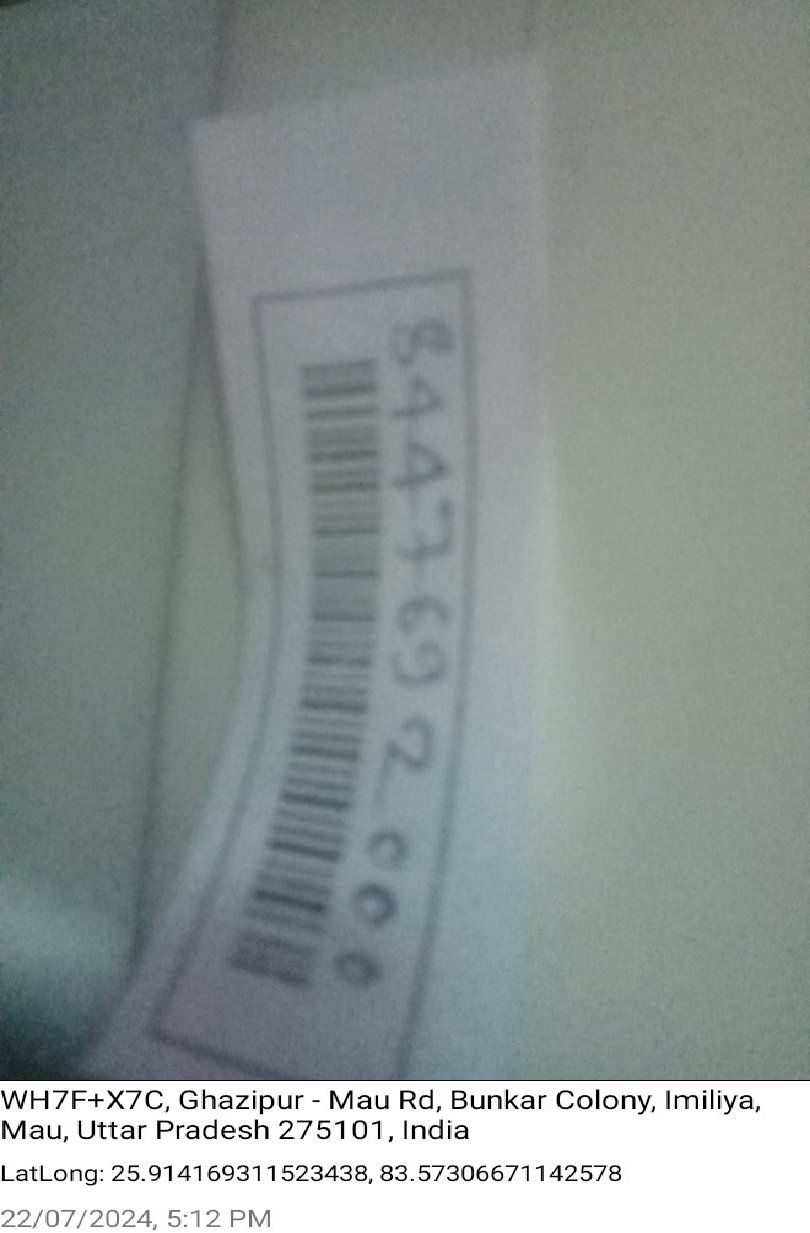 8447692000
WH7F+X7C, Ghazipur - Mau Rd, Bunkar Colony, Imiliya,
Mau, Uttar Pradesh 275101, India
LatLong: 25.914169311523438, 83.57306671142578
22/07/2024, 5:12 PM